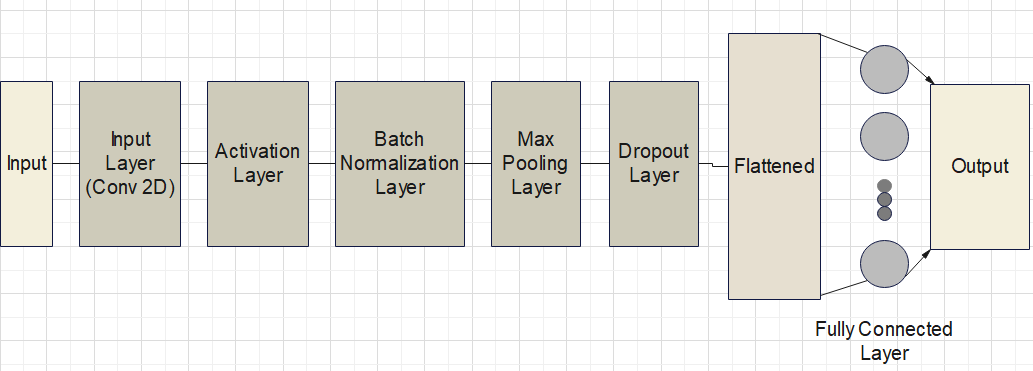 Input
Input
Layer
(Conv 2D)
Activation
Layer
Batch
Normalization
Layer
Max
Pooling
Layer
Dropout
Layer
Flattened
Output
Fully Connected
Layer